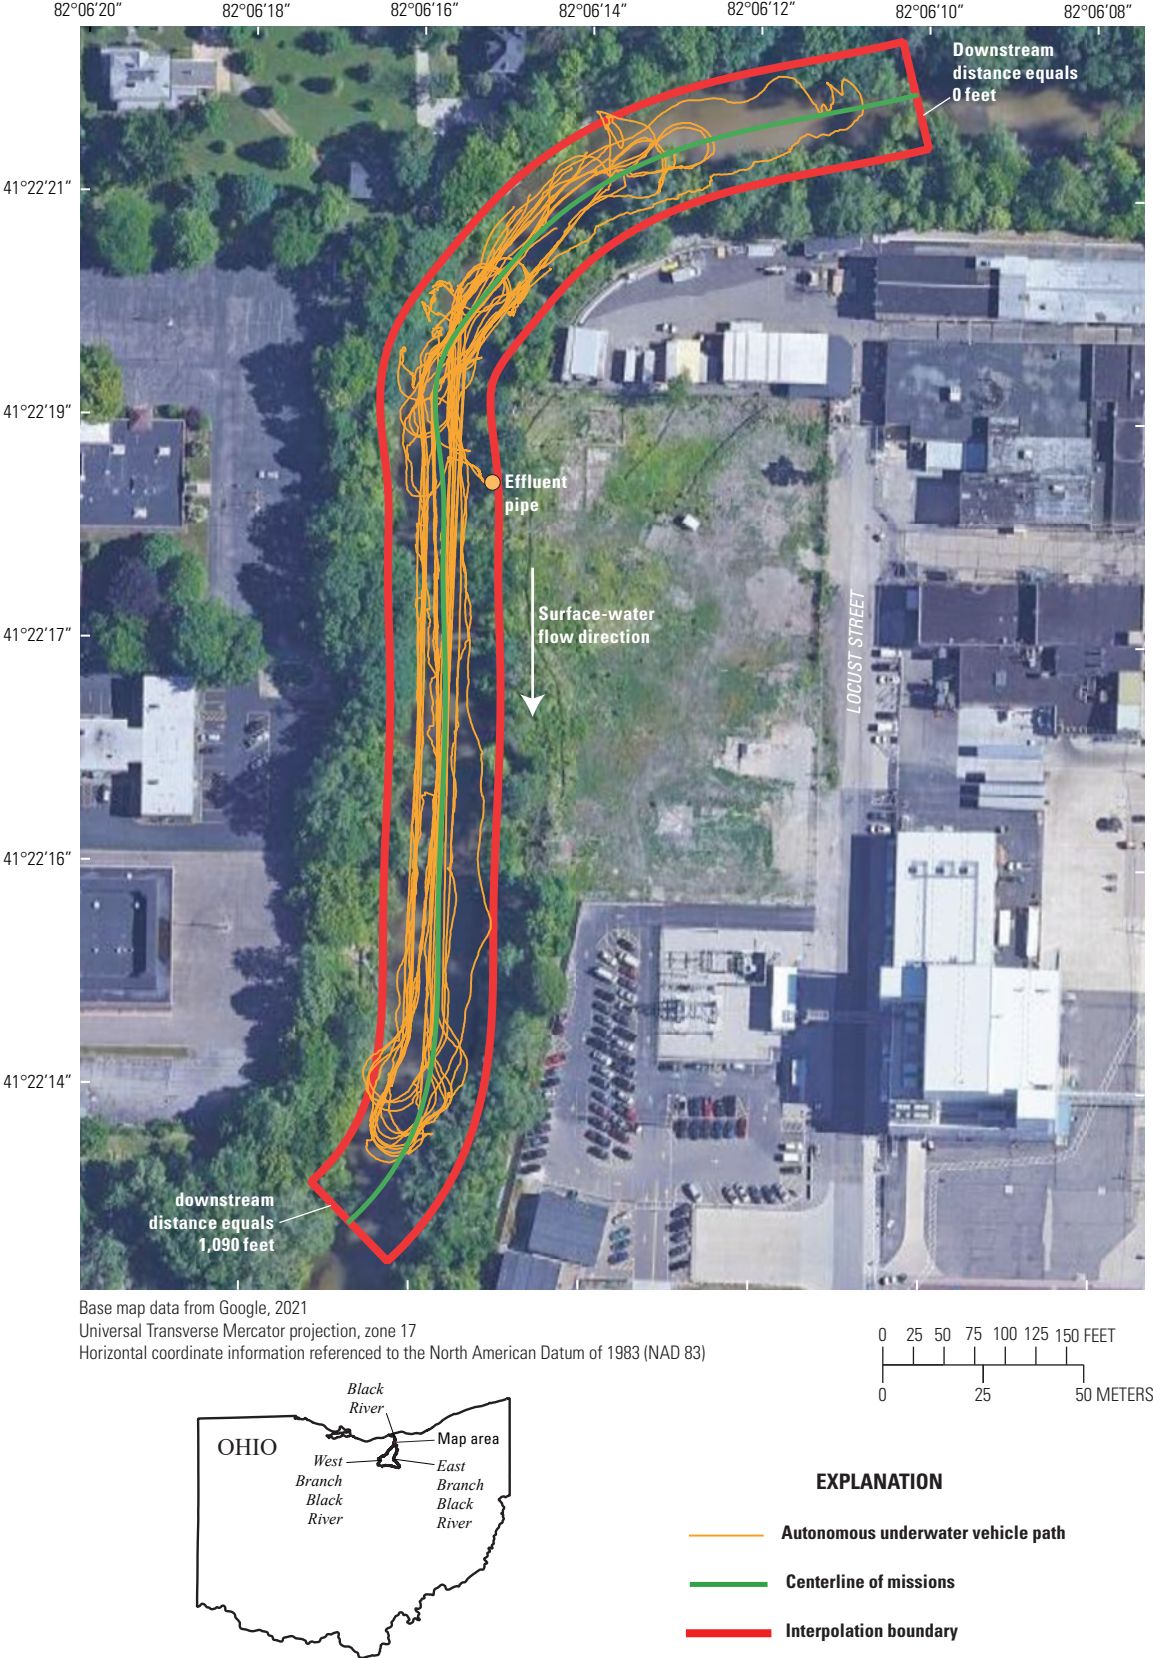 82°06'20" 82°06'18" 82°06'16" 82°06'14" 82°06'12" 82°06'10" 82°06'08"
Downstream
distance equals
0 feet
41°22'21"
41°22'19"
Effluent
pipe
Surface-water
flow direction
41°22'17"
LOCUST STREET
41°22'16"
41°22'14"
downstream
distance equals
1,090 feet
Base map data from Google, 2021
Universal Transverse Mercator projection, zone 17
Horizontal coordinate information referenced to the North American Datum of 1983 (NAD 83)
0 25 50 75 100 125 150 FEET
0 25 50 METERS
Black
River
OHIO
Map area
West
Branch
Black
River
East
Branch
Black
River
EXPLANATION
Autonomous underwater vehicle path
Centerline of missions
Interpolation boundary